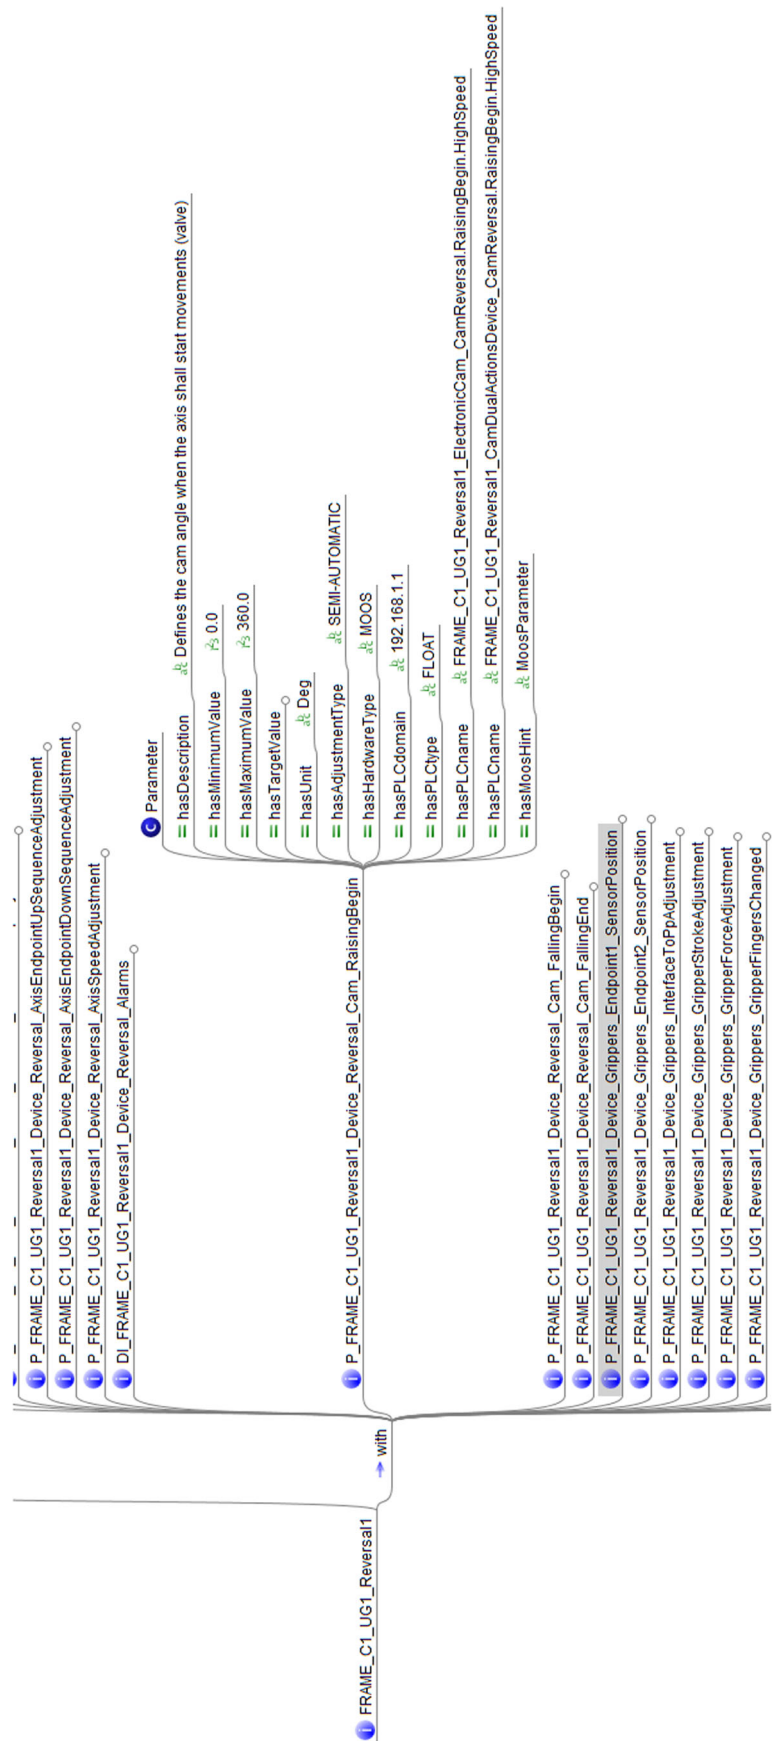 FRAME_C1_UG1_Reversal1
with
P_FRAME_C1_UG1_Reversal1_Device_Reversal_AxisEndpointUpSequenceAdjustment
P_FRAME_C1_UG1_Reversal1_Device_Reversal_AxisEndpointDownSequenceAdjustment
P_FRAME_C1_UG1_Reversal1_Device_Reversal_AxisSpeedAdjustment
DI_FRAME_C1_UG1_Reversal1_Device_Reversal_Alarms
P_FRAME_C1_UG1_Reversal1_Device_Reversal_Cam_RaisingBegin
C Parameter
= hasDescription ab ac Defines the cam angle when the axis shall start movements (valve)
= hasMinimumValue 0.0
= hasMaximumValue 360.0
= hasTargetValue
= hasUnit Deg
= hasAdjustmentType SEMI-AUTOMATIC
= hasHardwareType MOOS
= hasPLCdomain 192.168.1.1
= hasPLCtype FLOAT
= hasPLCname FRAME_C1_UG1_Reversal1_ElectronicCam_CamReversal.RaisingBegin.HighSpeed
= hasPLCname FRAME_C1_UG1_Reversal1_CamDualActionsDevice_CamReversal.RaisingBegin.HighSpeed
= hasMoosHint MoosParameter
P_FRAME_C1_UG1_Reversal1_Device_Reversal_Cam_FallingBegin
P_FRAME_C1_UG1_Reversal1_Device_Reversal_Cam_FallingEnd
P_FRAME_C1_UG1_Reversal1_Device_Grippers_Endpoint1_SensorPosition
P_FRAME_C1_UG1_Reversal1_Device_Grippers_Endpoint2_SensorPosition
P_FRAME_C1_UG1_Reversal1_Device_Grippers_InterfaceToPpAdjustment
P_FRAME_C1_UG1_Reversal1_Device_Grippers_GripperStrokeAdjustment
P_FRAME_C1_UG1_Reversal1_Device_Grippers_GripperForceAdjustment
P_FRAME_C1_UG1_Reversal1_Device_Grippers_GripperFingersChanged